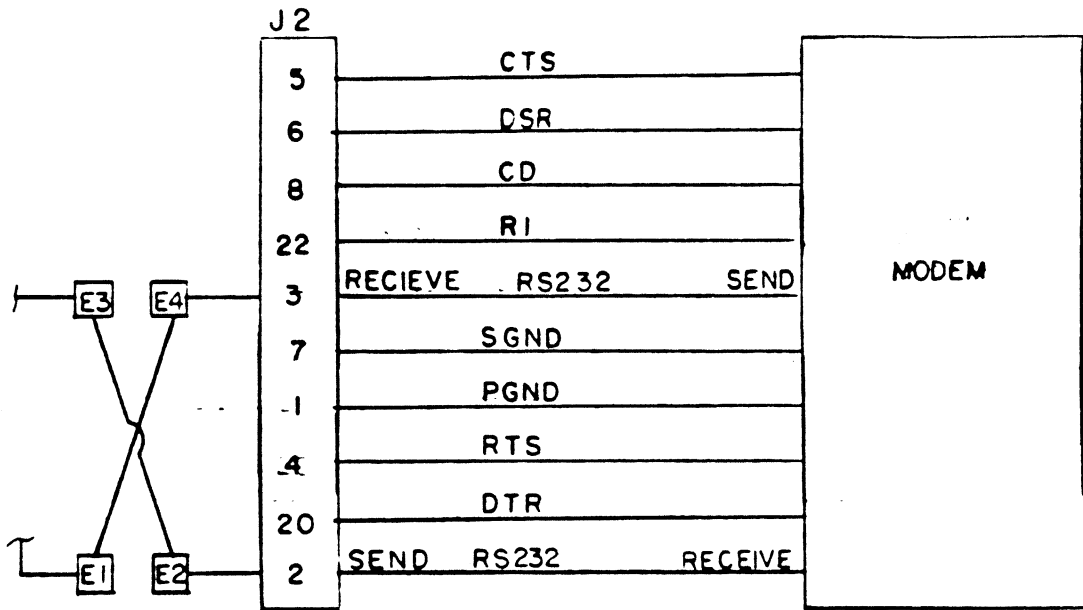 J2
5 CTS
6 DSR
8 CD
22 RI
MODEM
E3 E4 3 RECIEVE RS232 SEND
7 SGND
1 PGND
4 RTS
20 DTR
E1 E2 2 SEND RS232 RECEIVE